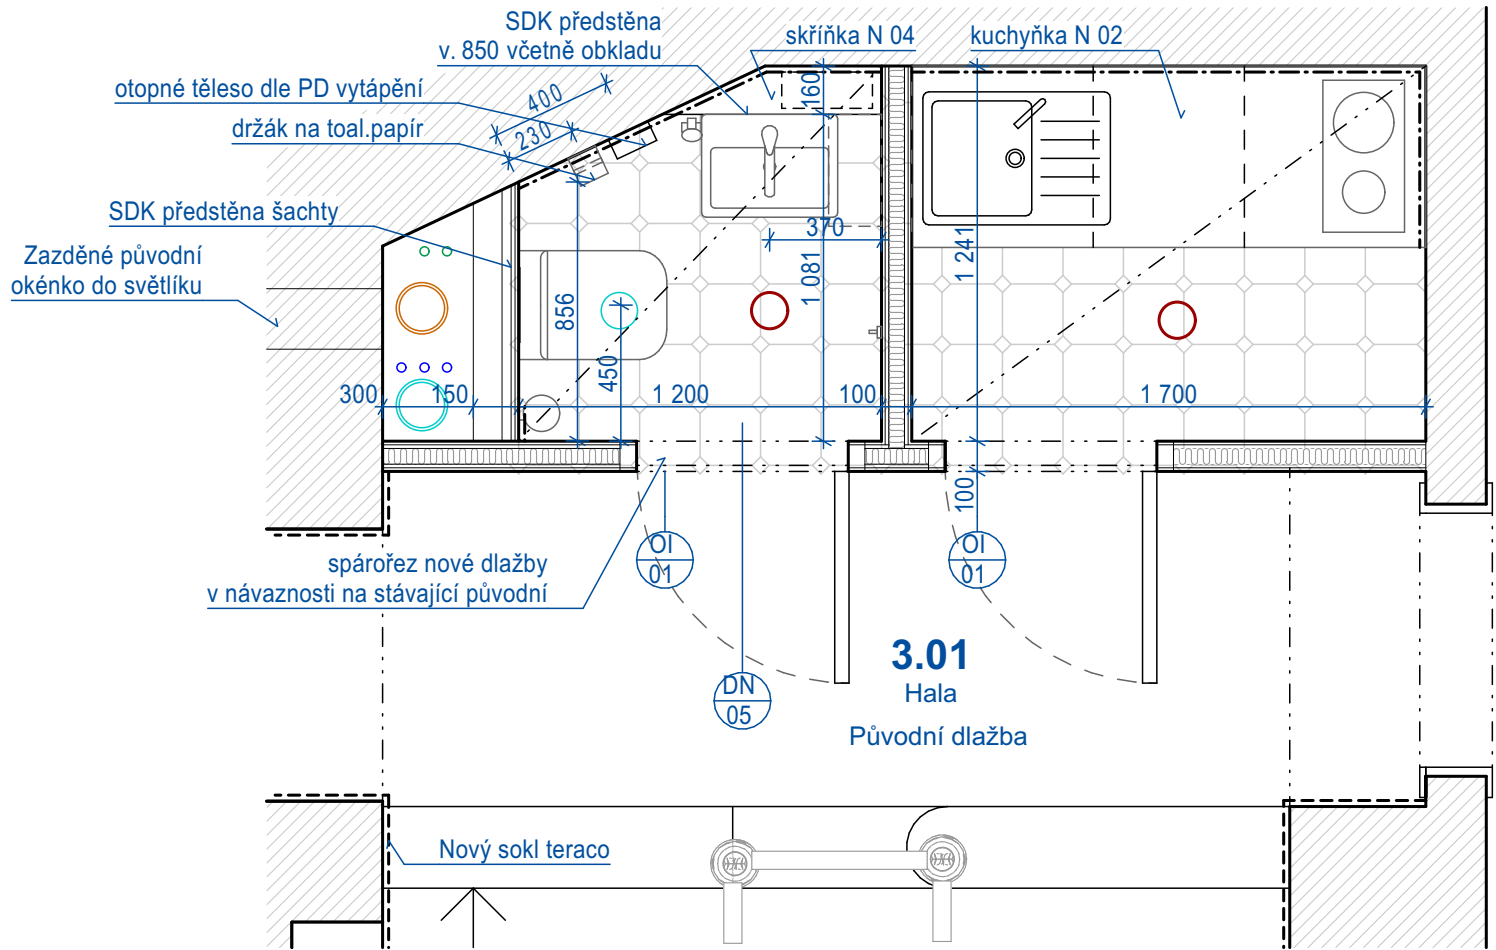 SDK předstěna
v. 850 včetně obkladu
skříňka N 04
kuchyňka N 02
otopné těleso dle PD vytápění
držák na toal.papír
400
230
160
SDK předstěna šachty
Zazděné původní
okénko do světlíku
370
1 241
1 081
856
450
300
150
1 200
100
1 700
100
OI
01
OI
01
spárořez nové dlažby
v návaznosti na stávající původní
3.01
Hala
Původní dlažba
DN
05
Nový sokl teraco